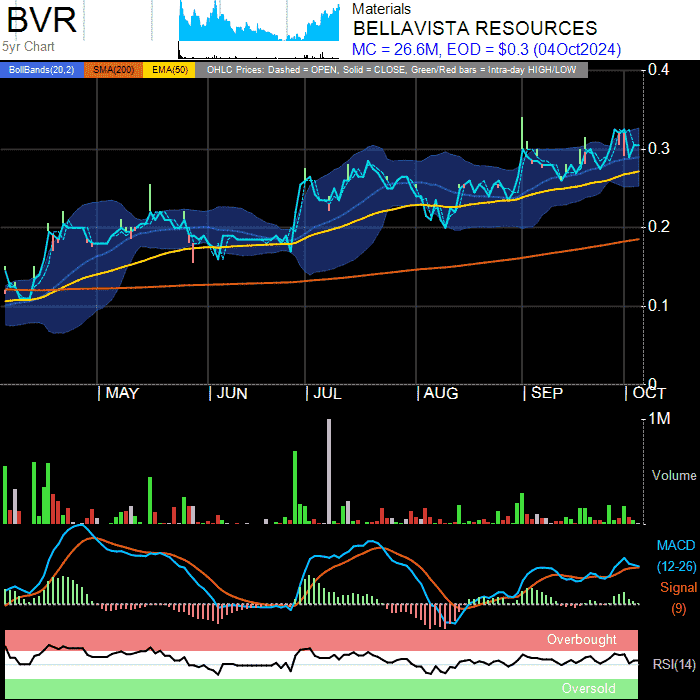 BVR
5yr Chart
Materials
BELLAVISTA RESOURCES
MC = 26.6M, EOD = $0.3 (04Oct2024)
BollBands(20,2) SMA(200) EMA(50) OHLC Prices: Dashed = OPEN, Solid = CLOSE, Green/Red bars = Intra-day HIGH/LOW
0.4
0.3
0.2
0.1
0
MAY JUN JUL AUG SEP OCT
1M
Volume
MACD
(12-26)
Signal
(9)
Overbought
RSI(14)
Oversold